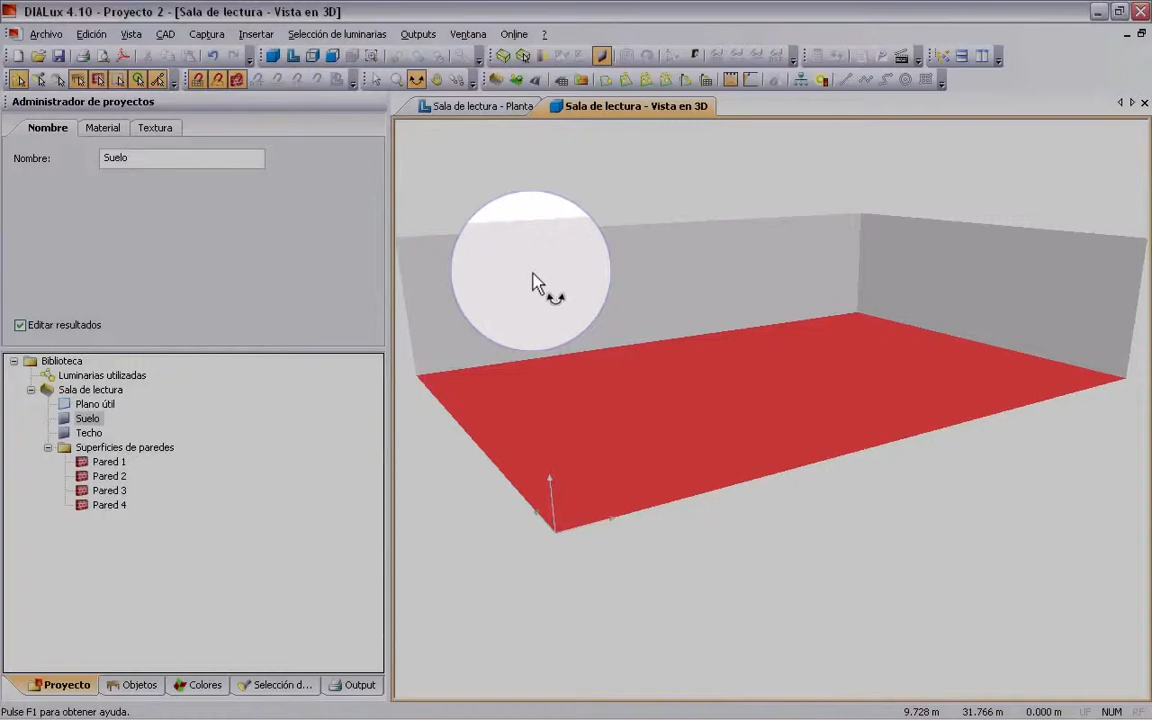 DIALux 4.10 - Proyecto 2 - [Sala de lectura - Vista en 3D]
Archivo Edición Vista CAD Captura Insertar Selección de luminarias Outputs Ventana Online ?
Administrador de proyectos
Sala de lectura - Planta Sala de lectura - Vista en 3D
Nombre Material Textura
Nombre: Suelo
Editar resultados
Biblioteca
Luminarias utilizadas
Sala de lectura
Plano útil
Suelo
Techo
Superficies de paredes
Pared 1
Pared 2
Pared 3
Pared 4
Proyecto Objetos Colores Selección d... Output
Pulse F1 para obtener ayuda. 9.728 m 31.766 m 0.000 m UF NUM RF